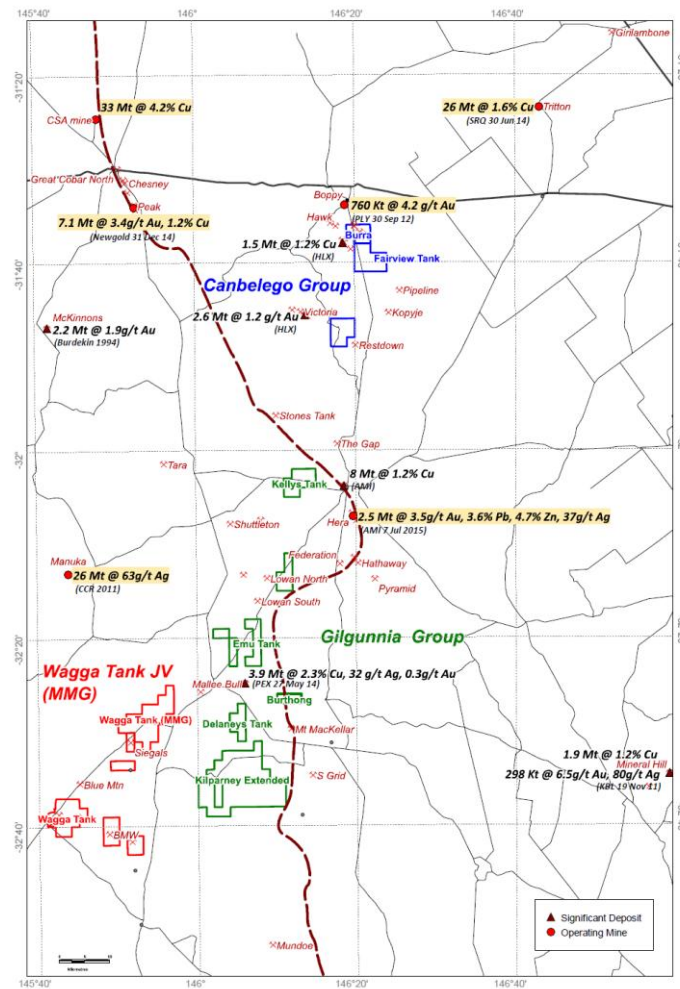 145°40'
146°
146°20'
146°40'
Girilambone
-31°20'
33 Mt @ 4.2% Cu
CSA mine
26 Mt @ 1.6% Cu
Tritton
(SRQ 30 Jun 14)
Great Cobar North
Chesney
Peak
7.1 Mt @ 3.4g/t Au, 1.2% Cu
(Newgold 31 Dec 14)
Boppy
760 Kt @ 4.2 g/t Au
(PLY 30 Sep 12)
Hawk
Burra
1.5 Mt @ 1.2% Cu
(HLX)
Fairview Tank
-31°40'
Canbelego Group
Pipeline
McKinnons
2.2 Mt @ 1.9g/t Au
(Burdekin 1994)
2.6 Mt @ 1.2 g/t Au
Victoria
(HLX)
Kopyje
Restdown
Stones Tank
The Gap
-32°
Tara
Kellys Tank
8 Mt @ 1.2% Cu
(AMI)
Shuttleton
Hera
2.5 Mt @ 3.5g/t Au, 3.6% Pb, 4.7% Zn, 37g/t Ag
(AMI 7 Jul 2015)
Manuka
26 Mt @ 63g/t Ag
(CCR 2011)
Federation
Hathaway
Lowan North
Pyramid
Lowan South
-32°20'
Emu Tank
Gilgunnia Group
Wagga Tank JV
(MMG)
3.9 Mt @ 2.3% Cu, 32 g/t Ag, 0.3g/t Au
Mallee Bull
Burthong
Wagga Tank (MMG)
Delaneys Tank
Mt MacKellar
Siegals
Blue Mtn
Kilparney Extended
S Grid
1.9 Mt @ 1.2% Cu
Mineral Hill
298 Kt @ 6.5g/t Au, 80g/t Ag
(KBL 19 Nov 11)
Wagga Tank
BMW
-32°40'
Mundoe
Significant Deposit
Operating Mine
Kilometres
145°40'
146°
146°20'
146°40'